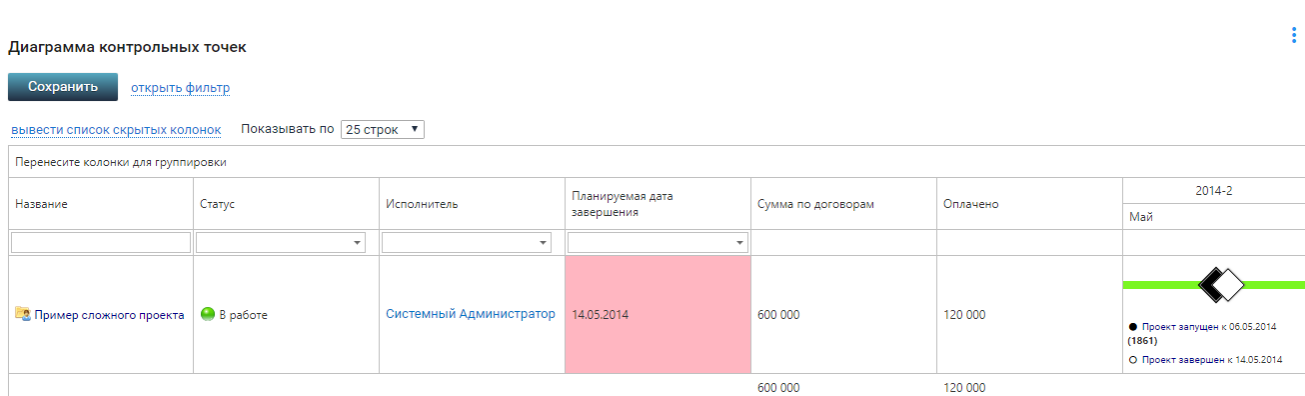 Диаграмма контрольных точек
Сохранить открыть фильтр
вывести список скрытых колонок Показывать по 25 строк
Перенесите колонки для группировки
Название Статус Исполнитель Планируемая дата завершения Сумма по договорам Оплачено 2014-2
Май
Пример сложного проекта В работе Системный Администратор 14.05.2014 600 000 120 000
Проект запущен к 06.05.2014
(1861)
Проект завершен к 14.05.2014
600 000 120 000